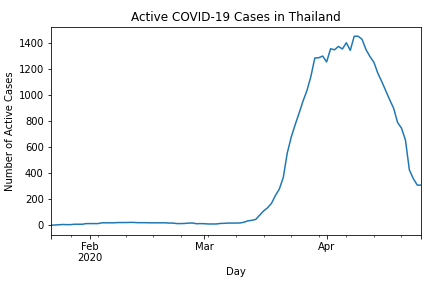 Active COVID-19 Cases in Thailand
1400
1200
1000
800
600
400
200
0
Number of Active Cases
Feb
2020
Mar
Apr
Day